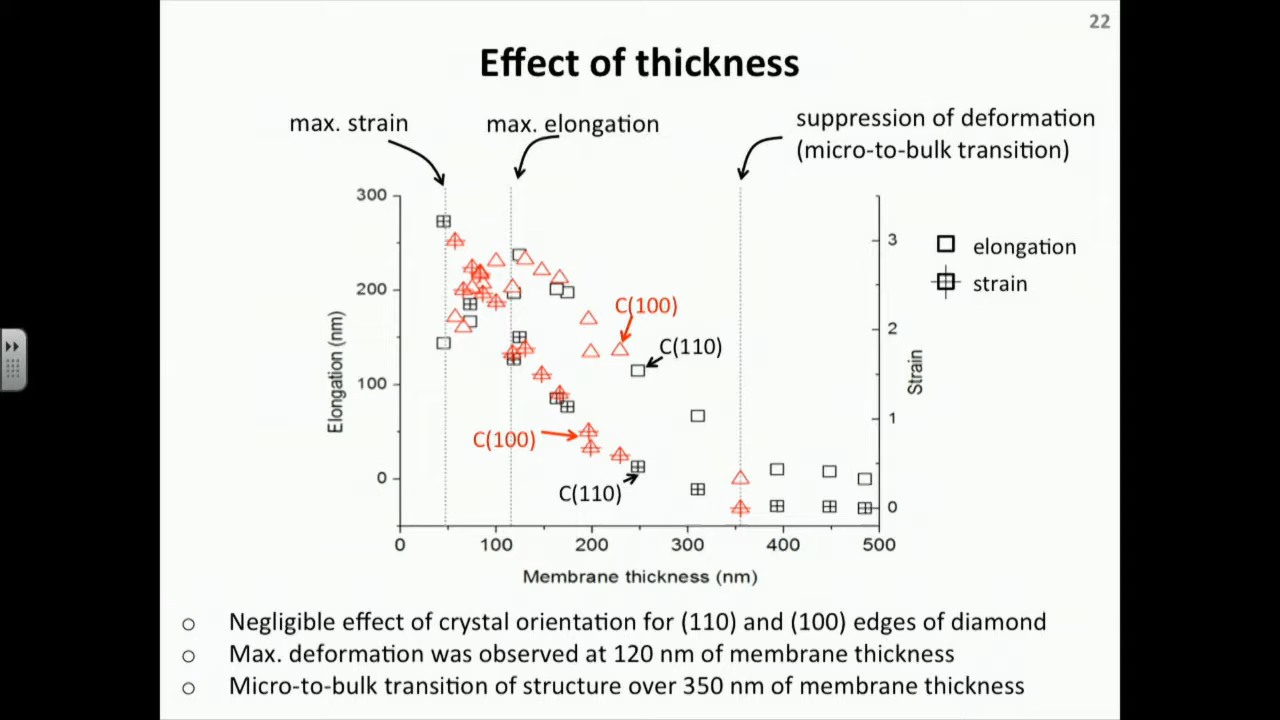 22
Effect of thickness
max. strain
max. elongation
suppression of deformation
(micro-to-bulk transition)
300
200
100
0
Elongation (nm)
3
2
1
0
Strain
elongation
strain
C(100)
C(110)
C(100)
C(110)
0 100 200 300 400 500
Membrane thickness (nm)
o Negligible effect of crystal orientation for (110) and (100) edges of diamond
o Max. deformation was observed at 120 nm of membrane thickness
o Micro-to-bulk transition of structure over 350 nm of membrane thickness